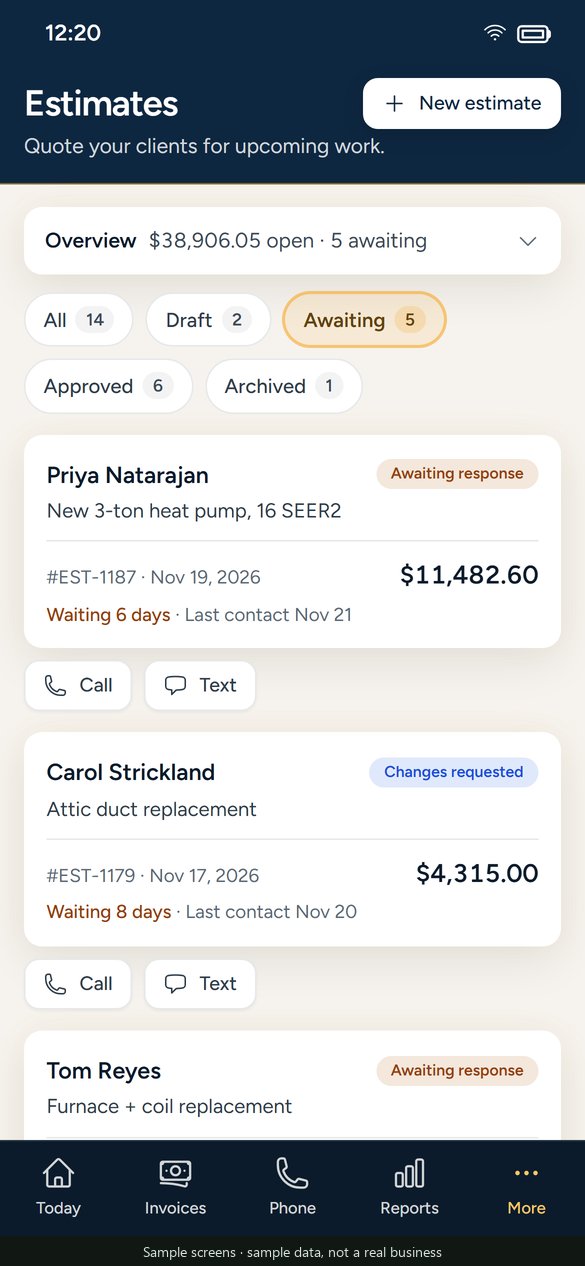 12:20
Estimates
New estimate
Quote your clients for upcoming work.
Overview $38,906.05 open · 5 awaiting
All 14 Draft 2 Awaiting 5
Approved 6 Archived 1
Priya Natarajan Awaiting response
New 3-ton heat pump, 16 SEER2
#EST-1187 · Nov 19, 2026 $11,482.60
Waiting 6 days · Last contact Nov 21
Call Text
Carol Strickland Changes requested
Attic duct replacement
#EST-1179 · Nov 17, 2026 $4,315.00
Waiting 8 days · Last contact Nov 20
Call Text
Tom Reyes Awaiting response
Furnace + coil replacement
Today Invoices Phone Reports More
Sample screens · sample data, not a real business